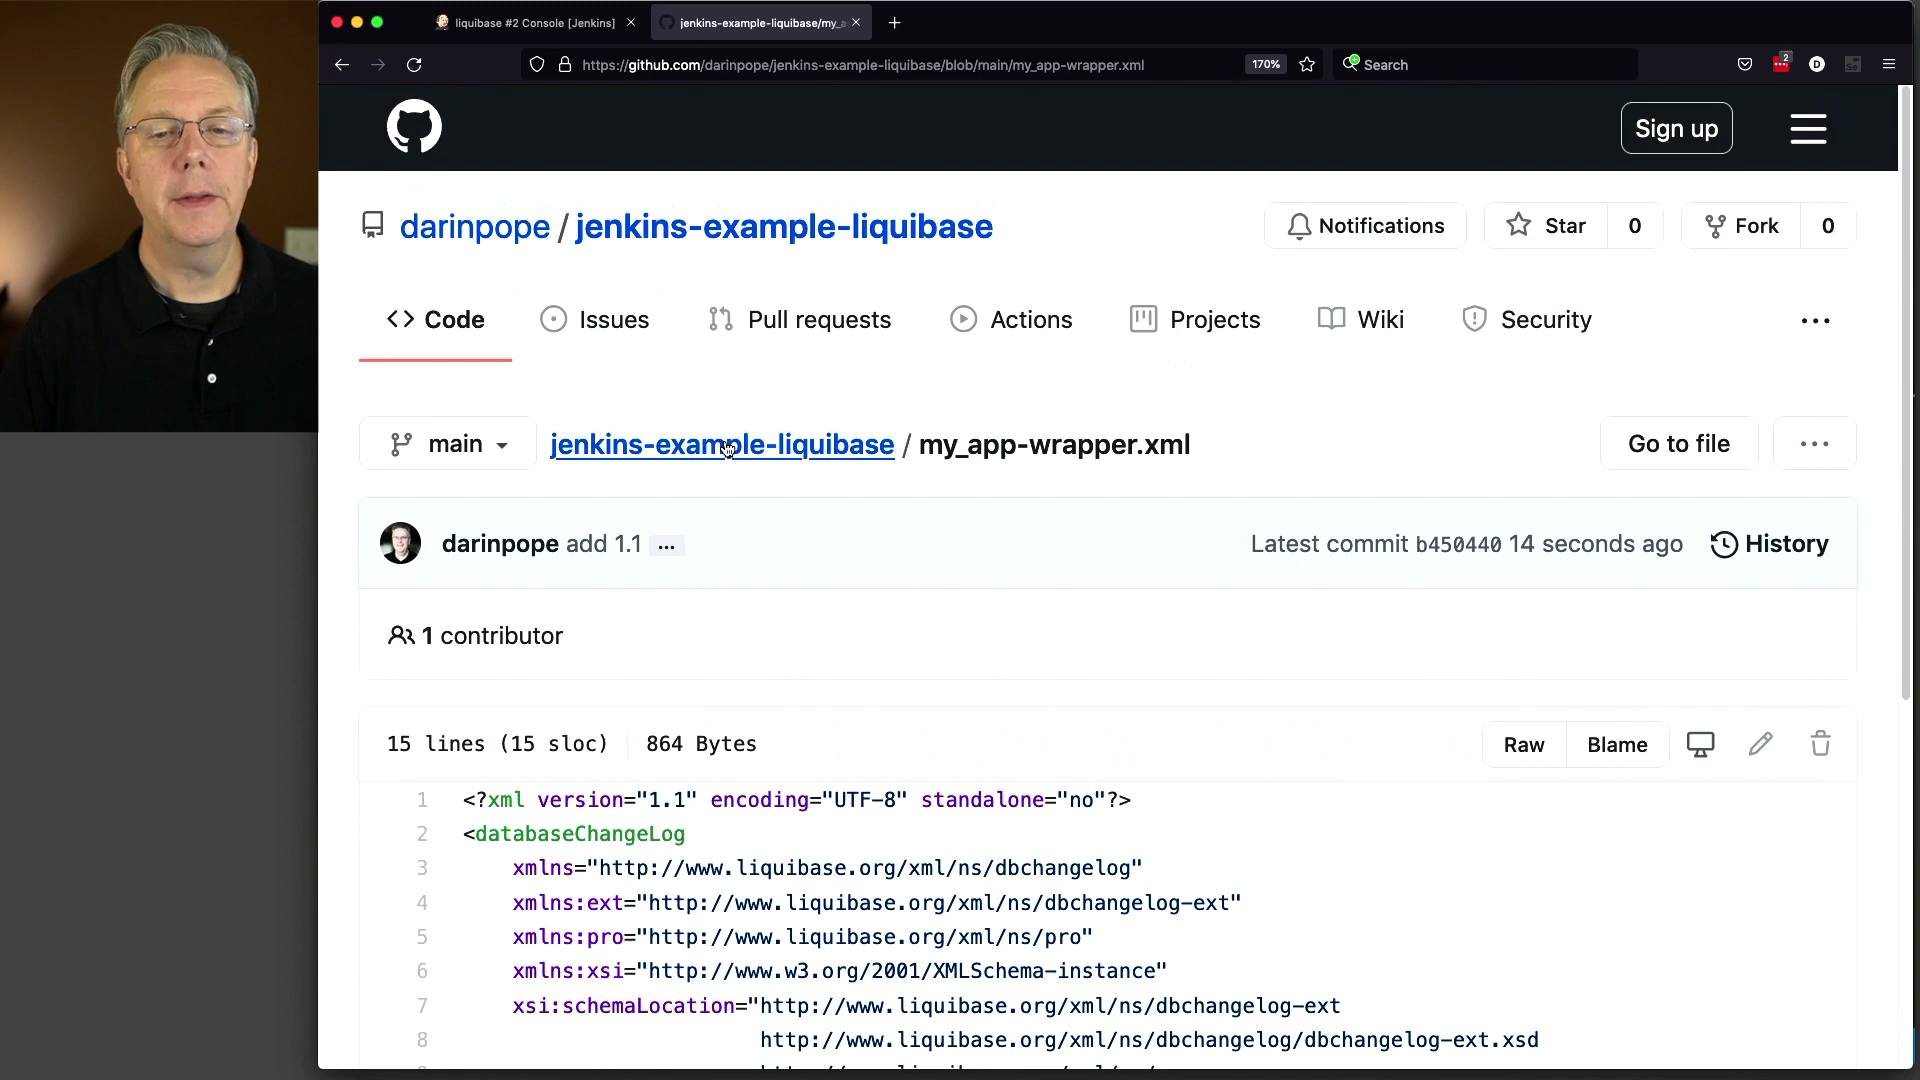 liquibase #2 Console [Jenkins]
jenkins-example-liquibase/my_a
https://github.com/darinpope/jenkins-example-liquibase/blob/main/my_app-wrapper.xml
170%
Search
2
D
Sign up
darinpope / jenkins-example-liquibase
Notifications
Star 0
Fork 0
Code
Issues
Pull requests
Actions
Projects
Wiki
Security
main
jenkins-example-liquibase / my_app-wrapper.xml
Go to file
darinpope add 1.1 ...
Latest commit b450440 14 seconds ago
History
1 contributor
15 lines (15 sloc) 864 Bytes
Raw
Blame
1 <?xml version="1.1" encoding="UTF-8" standalone="no"?>
2 <databaseChangeLog
3 xmlns="http://www.liquibase.org/xml/ns/dbchangelog"
4 xmlns:ext="http://www.liquibase.org/xml/ns/dbchangelog-ext"
5 xmlns:pro="http://www.liquibase.org/xml/ns/pro"
6 xmlns:xsi="http://www.w3.org/2001/XMLSchema-instance"
7 xsi:schemaLocation="http://www.liquibase.org/xml/ns/dbchangelog-ext
8 http://www.liquibase.org/xml/ns/dbchangelog/dbchangelog-ext.xsd